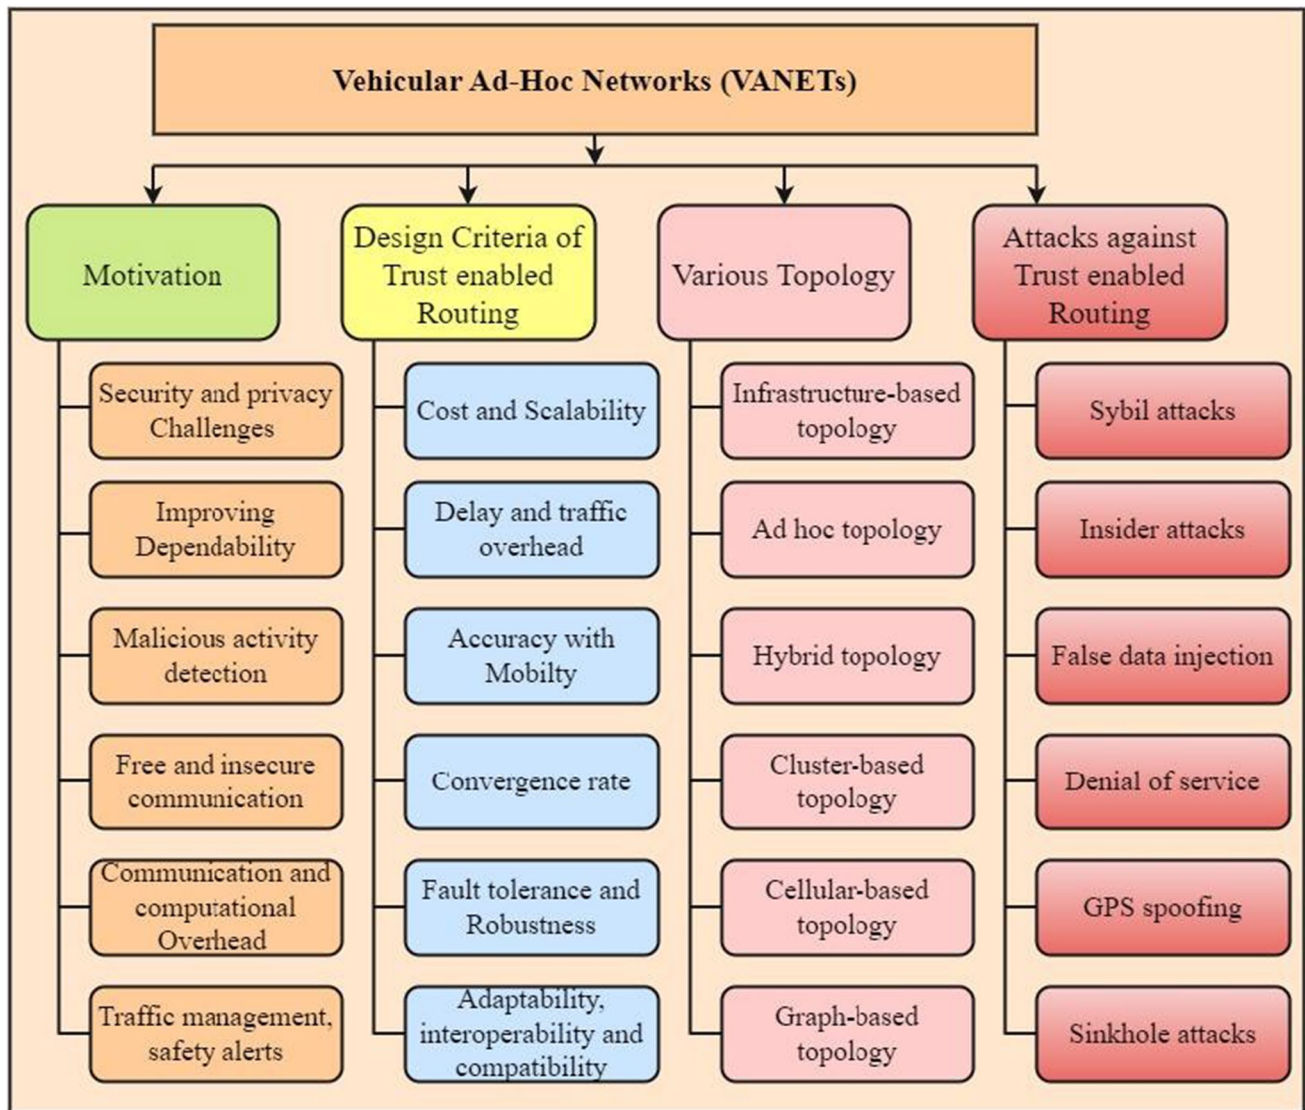 Vehicular Ad-Hoc Networks (VANETs)
Motivation
Security and privacy
Challenges
Improving
Dependability
Malicious activity
detection
Free and insecure
communication
Communication and
computational
Overhead
Traffic management,
safety alerts
Design Criteria of
Trust enabled
Routing
Cost and Scalability
Delay and traffic
overhead
Accuracy with
Mobilty
Convergence rate
Fault tolerance and
Robustness
Adaptability,
interoperability and
compatibility
Various Topology
Infrastructure-based
topology
Ad hoc topology
Hybrid topology
Cluster-based
topology
Cellular-based
topology
Graph-based
topology
Attacks against
Trust enabled
Routing
Sybil attacks
Insider attacks
False data injection
Denial of service
GPS spoofing
Sinkhole attacks